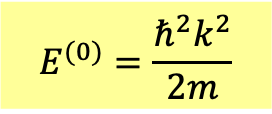 E⁽⁰⁾ = ħ²k² / 2m